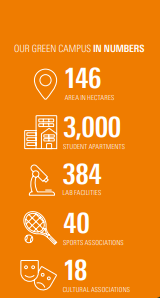 OUR GREEN CAMPUS IN NUMBERS
146
AREA IN HECTARES
3,000
STUDENT APARTMENTS
384
LAB FACILITIES
40
SPORTS ASSOCIATIONS
18
CULTURAL ASSOCIATIONS